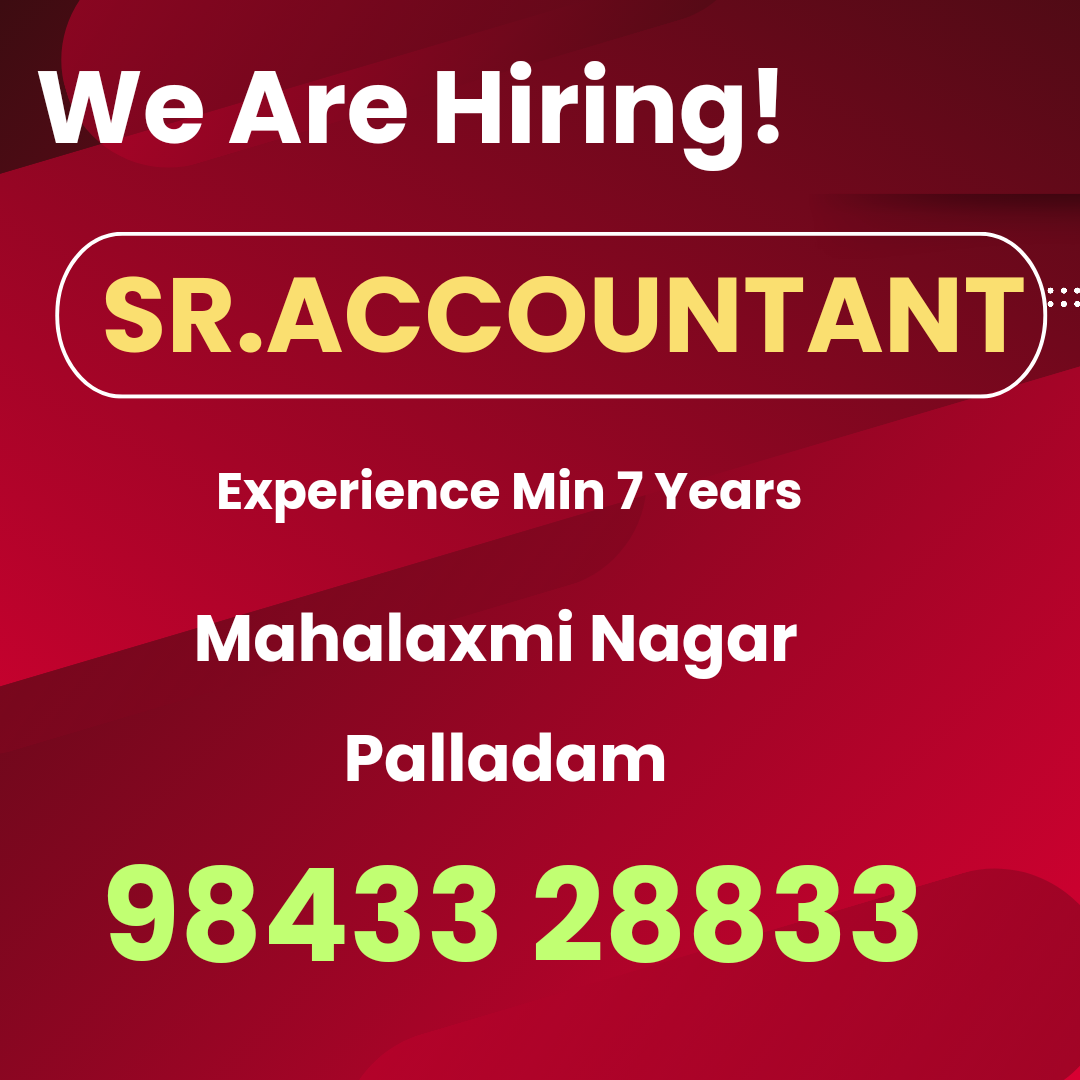 We Are Hiring!
SR.ACCOUNTANT
Experience Min 7 Years
Mahalaxmi Nagar
Palladam
98433 28833